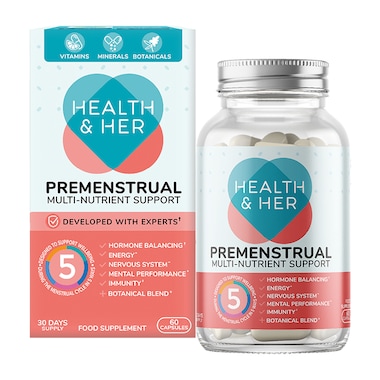 VITAMINS
MINERALS
BOTANICALS
HEALTH
& HER
PREMENSTRUAL
MULTI-NUTRIENT SUPPORT
DEVELOPED WITH EXPERTS†
5
HORMONE BALANCING
ENERGY
NERVOUS SYSTEM
MENTAL PERFORMANCE
IMMUNITY
+ BOTANICAL BLEND
30 DAYS
SUPPLY
FOOD SUPPLEMENT
60
CAPSULES
HEALTH
& HER
PREMENSTRUAL
MULTI-NUTRIENT SUPPORT
5
HORMONE BALANCING
ENERGY
NERVOUS SYSTEM
MENTAL PERFORMANCE
IMMUNITY
+ BOTANICAL BLEND